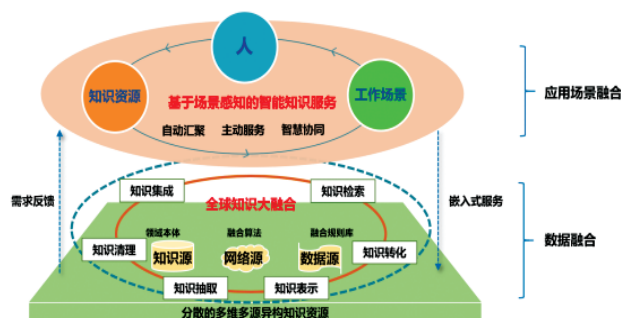 人
知识资源
工作场景
基于场景感知的智能知识服务
自动汇聚 主动服务 智慧协同
应用场景融合
需求反馈
嵌入式服务
知识集成
知识检索
全球知识大融合
领域本体 融合算法 融合规则库
知识清理
知识源
网络源
数据源
知识转化
数据融合
知识抽取
知识表示
分散的多维多源异构知识资源